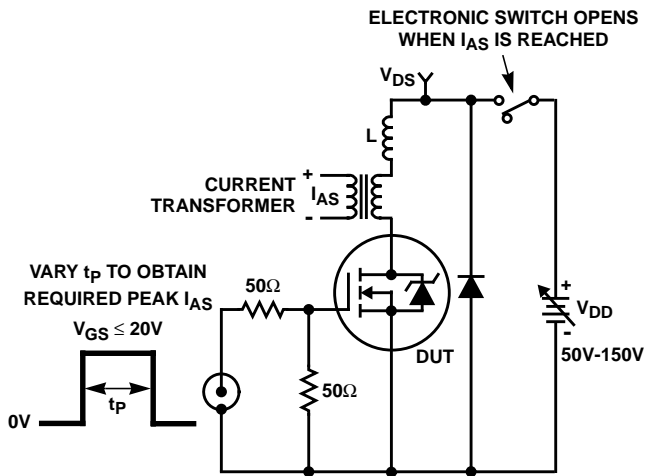 ELECTRONIC SWITCH OPENS
WHEN IAS IS REACHED
VDS
L
+
CURRENT
TRANSFORMER
IAS
-
VARY tP TO OBTAIN
REQUIRED PEAK IAS
50Ω
VGS ≤ 20V
DUT
+
VDD
-
50V-150V
tP
0V
50Ω